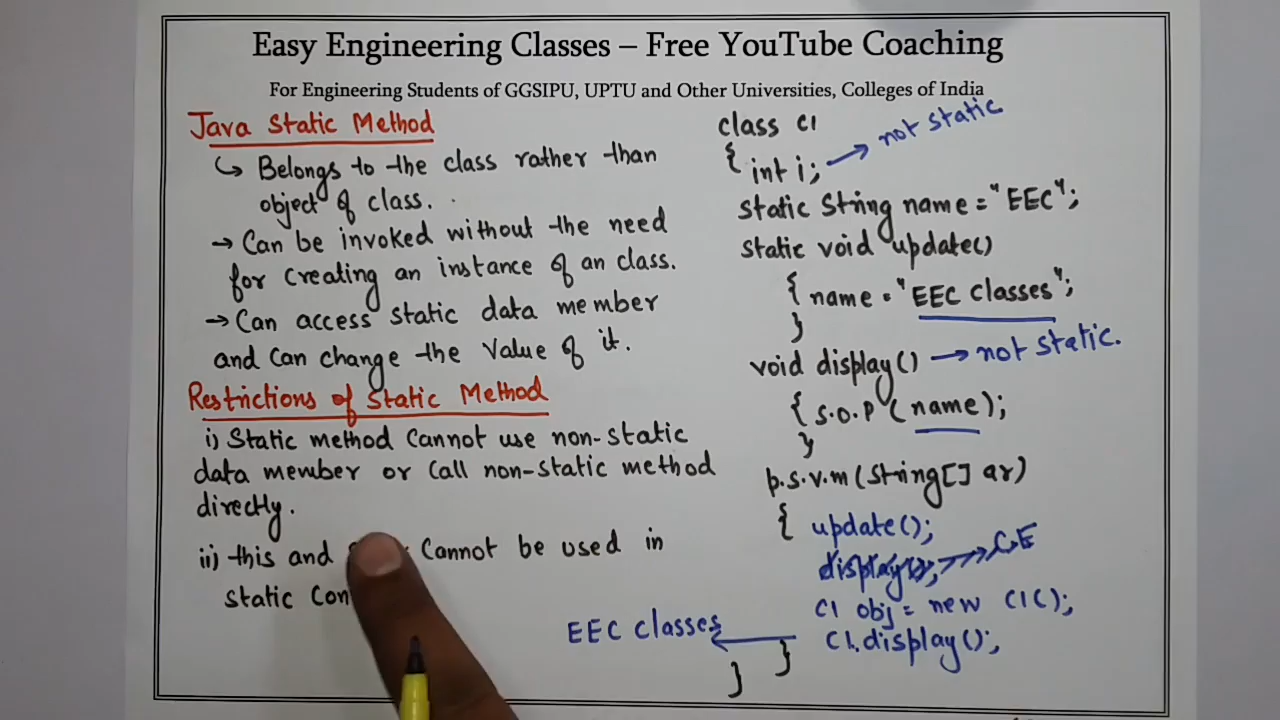 Easy Engineering Classes – Free YouTube Coaching
For Engineering Students of GGSIPU, UPTU and Other Universities, Colleges of India
Java Static Method
↳ Belongs to the class rather than
object of class.
→ Can be invoked without the need
for creating an instance of an class.
→ Can access static data member
and can change the value of it.
Restrictions of Static Method
i) Static method cannot use non-static
data member or call non-static method
directly.
ii) this and cannot be used in
static
class C1
{ int i; → not static
static String name = "EEC";
static void update()
{ name = "EEC Classes";
}
void display() → not static.
{ S.O.P (name);
}
p.s.v.m (String[] ar)
{ update();
display(); →→→ C.E
C1 obj = new C1();
C1.display();
EEC Classes ← }
}